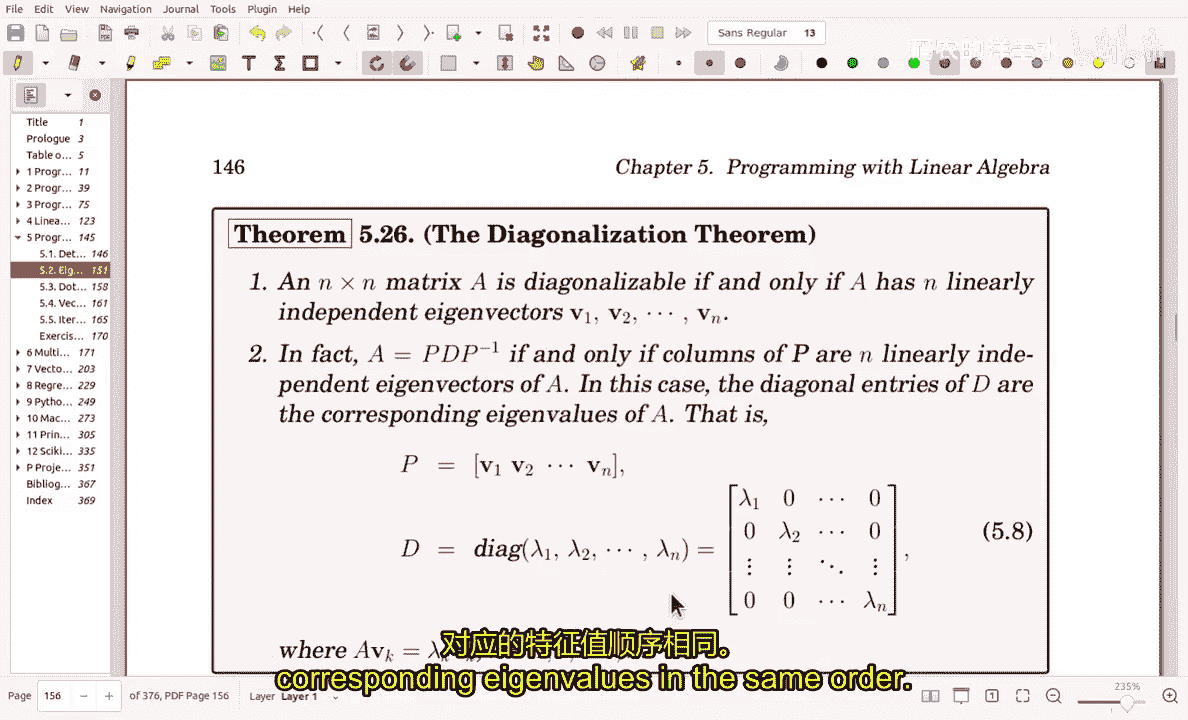 File Edit View Navigation Journal Tools Plugin Help
Sans Regular 13
Title 1
Prologue 3
Table o... 5
1 Progr... 11
2 Progr... 39
3 Progr... 75
4 Linea... 123
5 Progr... 145
5.1. Det... 146
5.2. Eig... 151
5.3. Dot... 158
5.4. Vec... 161
5.5. Iter... 165
Exercis... 170
6 Multi... 171
7 Vecto... 203
8 Regre... 229
9 Pytho... 249
10 Mac... 273
11 Prin... 305
12 Sciki... 335
P Proje... 351
Bibliog... 367
Index 369
146 Chapter 5. Programming with Linear Algebra
Theorem 5.26. (The Diagonalization Theorem)
1. An n × n matrix A is diagonalizable if and only if A has n linearly
independent eigenvectors v₁, v₂, ⋯ , vₙ.
2. In fact, A = PDP⁻¹ if and only if columns of P are n linearly inde-
pendent eigenvectors of A. In this case, the diagonal entries of D are
the corresponding eigenvalues of A. That is,
P = [v₁ v₂ ⋯ vₙ],
D = diag(λ₁, λ₂, ⋯ , λₙ) = [λ₁ 0 ⋯ 0
0 λ₂ ⋯ 0
⋮ ⋮ ⋱ ⋮
0 0 ⋯ λₙ], (5.8)
where Avₖ =
对应的特征值顺序相同。
corresponding eigenvalues in the same order.
Page 156 − + of 376, PDF Page 156 Layer Layer 1 235%